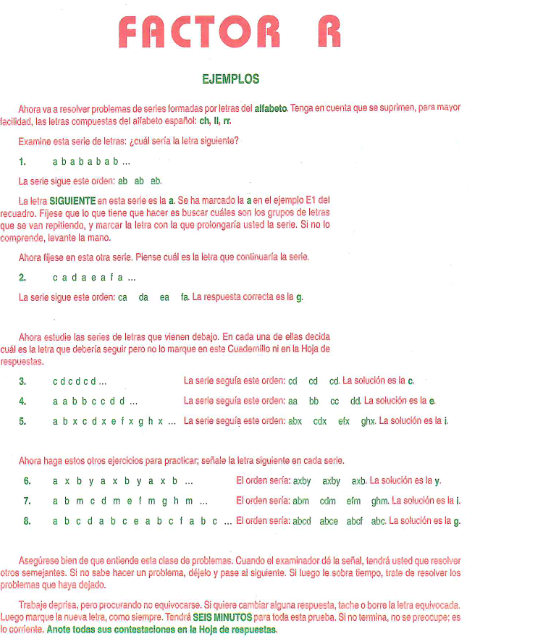 FACTOR R
EJEMPLOS
Ahora va a resolver problemas de series formadas por letras del alfabeto. Tenga en cuenta que se suprimen, para mayor
facilidad, las letras compuestas del alfabeto español: ch, ll, rr.
Examine esta serie de letras: ¿cuál sería la letra siguiente?
1. a b a b a b a b ...
La serie sigue este orden: ab ab ab.
La letra SIGUIENTE en esta serie es la a. Se ha marcado la a en el ejemplo E1 del
recuadro. Fíjese que lo que tiene que hacer es buscar cuáles son los grupos de letras
que se van repitiendo, y marcar la letra con la que prolongaría usted la serie. Si no lo
comprende, levante la mano.
Ahora fíjese en esta otra serie. Piense cuál es la letra que continuaría la serie.
2. c a d a e a f a ...
La serie sigue este orden: ca da ea fa. La respuesta correcta es la g.
Ahora estudie las series de letras que vienen debajo. En cada una de ellas decida
cuál es la letra que debería seguir pero no lo marque en este Cuadernillo ni en la Hoja de
respuestas.
3. c d c d c d ... La serie seguía este orden: cd cd cd. La solución es la c.
4. a a b b c c d d ... La serie seguía este orden: aa bb cc dd. La solución es la e.
5. a b x c d x e f x g h x ... La serie seguía este orden: abx cdx efx ghx. La solución es la i.
Ahora haga estos otros ejercicios para practicar; señale la letra siguiente en cada serie.
6. a x b y a x b y a x b ... El orden sería: axby axby axb. La solución es la y.
7. a b m c d m e f m g h m ... El orden sería: abm cdm efm ghm. La solución es la i.
8. a b c d a b c e a b c f a b c ... El orden sería: abcd abce abcf abc. La solución es la g.
Asegúrese bien de que entiende esta clase de problemas. Cuando el examinador dé la señal, tendrá usted que resolver
otros semejantes. Si no sabe hacer un problema, déjelo y pase al siguiente. Si luego le sobra tiempo, trate de resolver los
problemas que haya dejado.
Trabaje deprisa, pero procurando no equivocarse. Si quiere cambiar alguna respuesta, tache o borre la letra equivocada.
Luego marque la nueva letra, como siempre. Tendrá SEIS MINUTOS para toda esta prueba. Si no termina, no se preocupe; es
lo corriente. Anote todas sus contestaciones en la Hoja de respuestas.